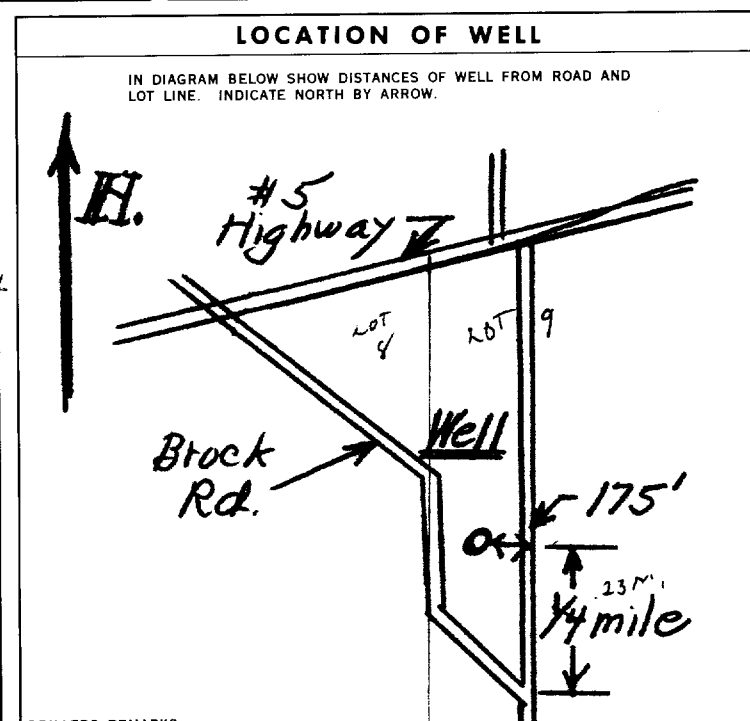 LOCATION OF WELL
IN DIAGRAM BELOW SHOW DISTANCES OF WELL FROM ROAD AND
LOT LINE. INDICATE NORTH BY ARROW.
N.
#5
Highway
LOT
8
LOT 9
Well
Brock
Rd.
175'
.23 M.
1/4 mile